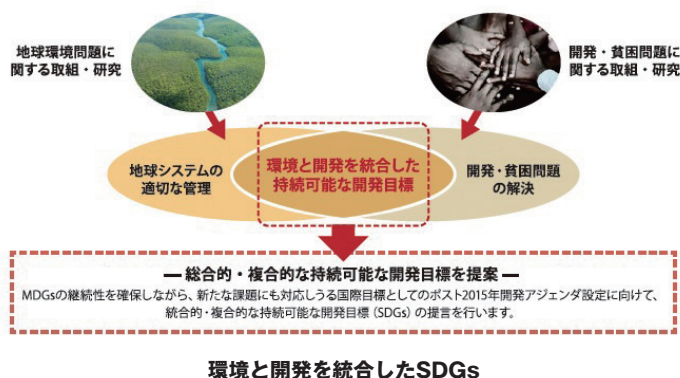 地球環境問題に
関する取組・研究
開発・貧困問題に
関する取組・研究
地球システムの
適切な管理
環境と開発を統合した
持続可能な開発目標
開発・貧困問題
の解決
― 総合的・複合的な持続可能な開発目標を提案 ―
MDGsの継続性を確保しながら、新たな課題にも対応しうる国際目標としてのポスト2015年開発アジェンダ設定に向けて、
統合的・複合的な持続可能な開発目標（SDGs）の提言を行います。
環境と開発を統合したSDGs